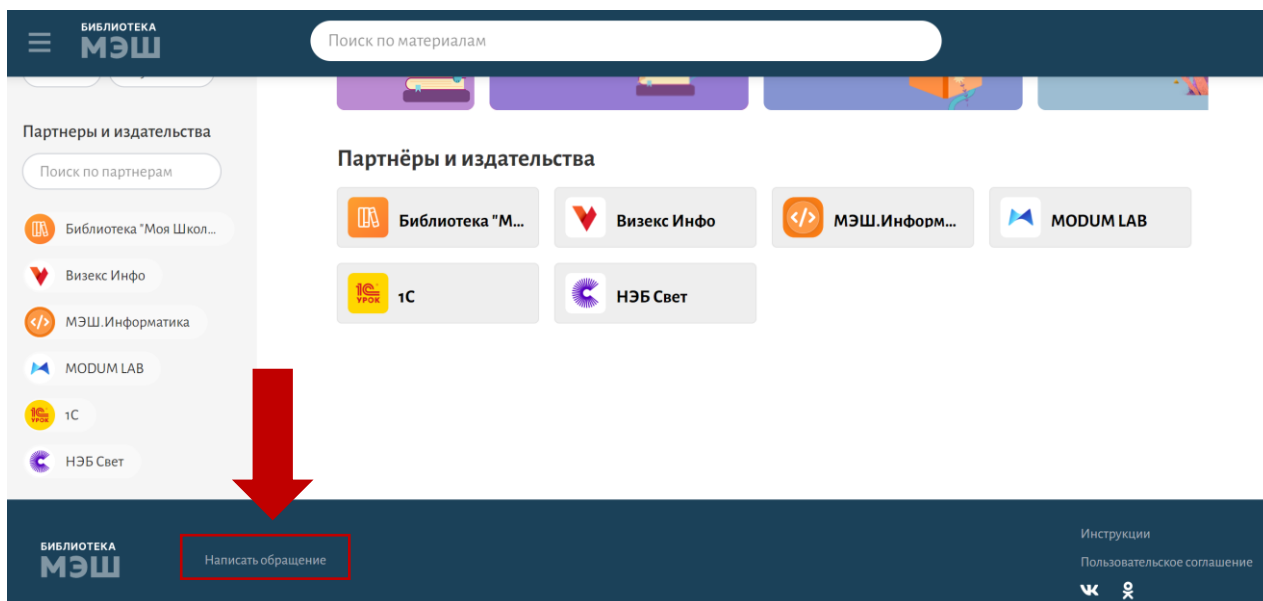 БИБЛИОТЕКА
МЭШ
Поиск по материалам
Партнеры и издательства
Поиск по партнерам
Библиотека "Моя Школ...
Визекс Инфо
МЭШ.Информатика
MODUM LAB
1С
НЭБ Свет
Партнёры и издательства
Библиотека "М...
Визекс Инфо
МЭШ.Информ...
MODUM LAB
1С УРОК
1С
НЭБ Свет
БИБЛИОТЕКА
МЭШ
Написать обращение
Инструкции
Пользовательское соглашение